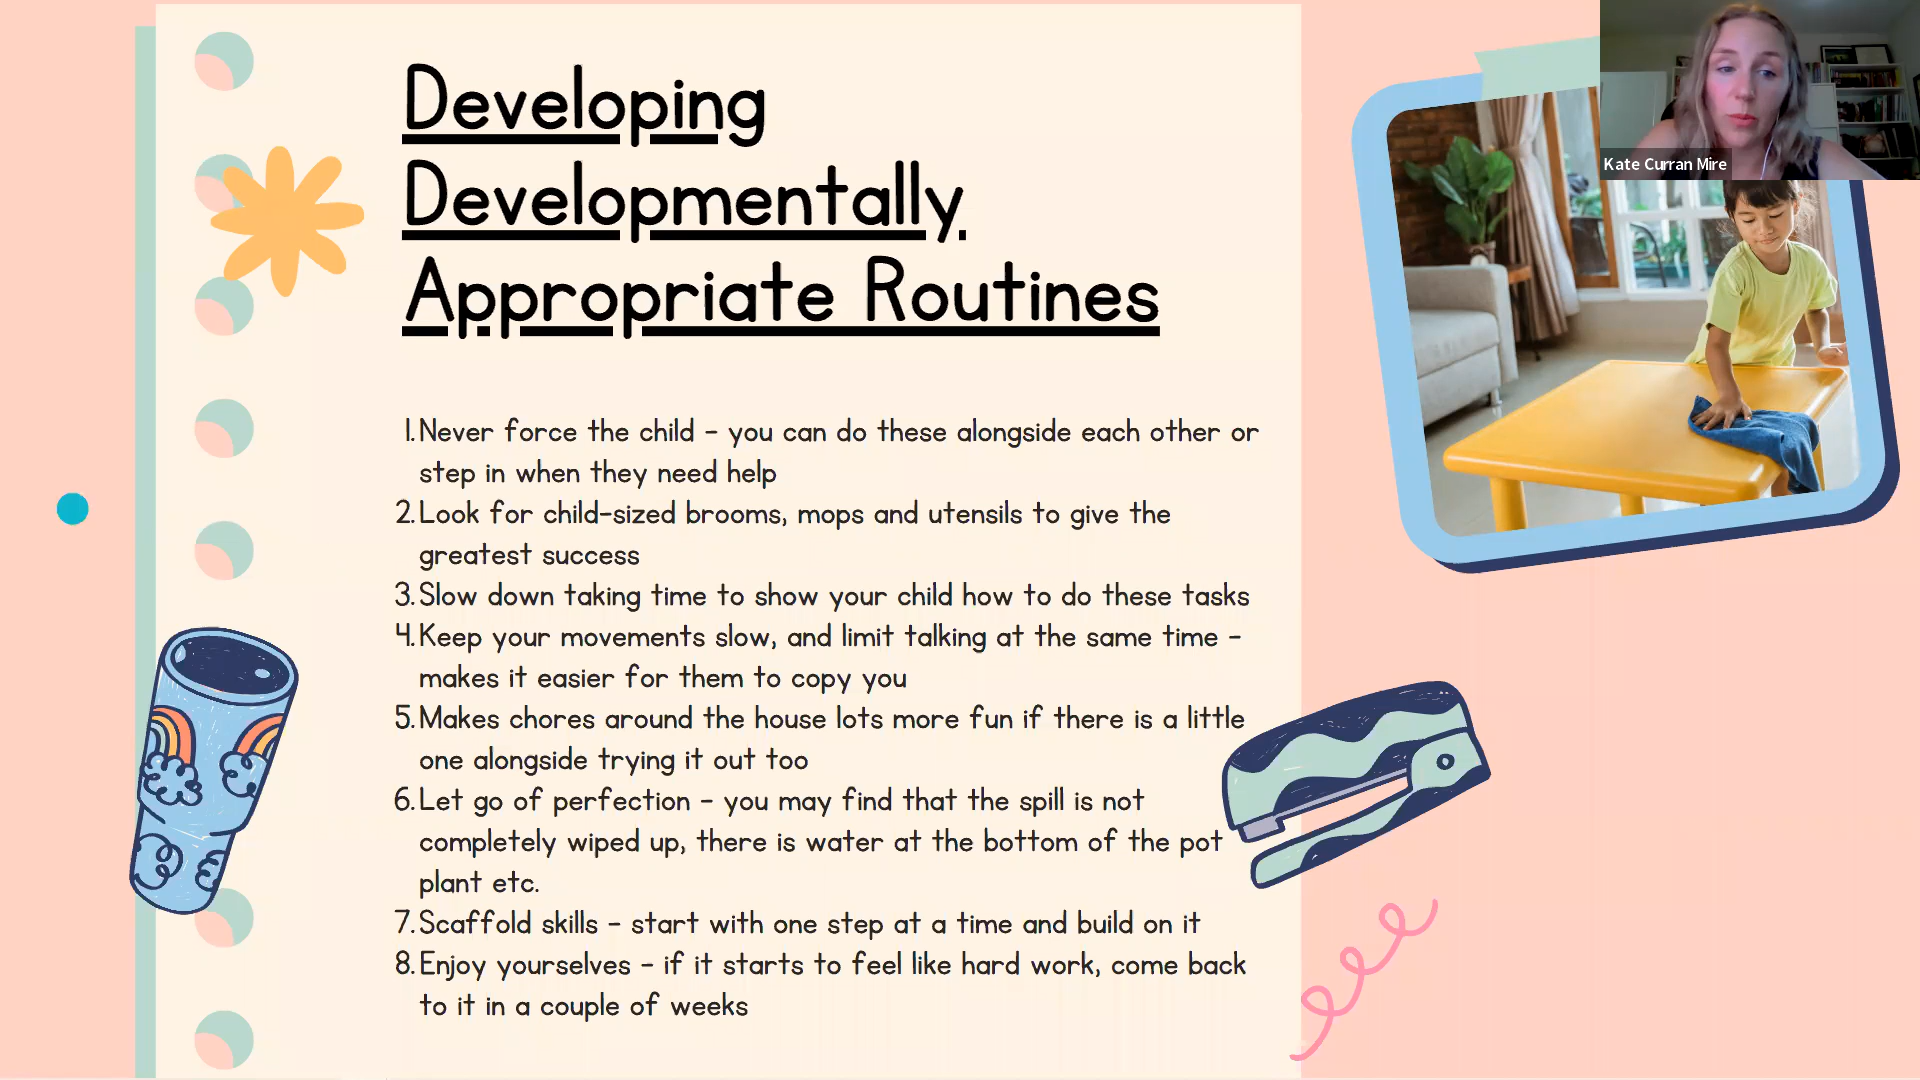 Developing
Developmentally
Appropriate Routines
Kate Curran Mire
1. Never force the child - you can do these alongside each other or
step in when they need help
2. Look for child-sized brooms, mops and utensils to give the
greatest success
3. Slow down taking time to show your child how to do these tasks
4. Keep your movements slow, and limit talking at the same time -
makes it easier for them to copy you
5. Makes chores around the house lots more fun if there is a little
one alongside trying it out too
6. Let go of perfection - you may find that the spill is not
completely wiped up, there is water at the bottom of the pot
plant etc.
7. Scaffold skills - start with one step at a time and build on it
8. Enjoy yourselves - if it starts to feel like hard work, come back
to it in a couple of weeks